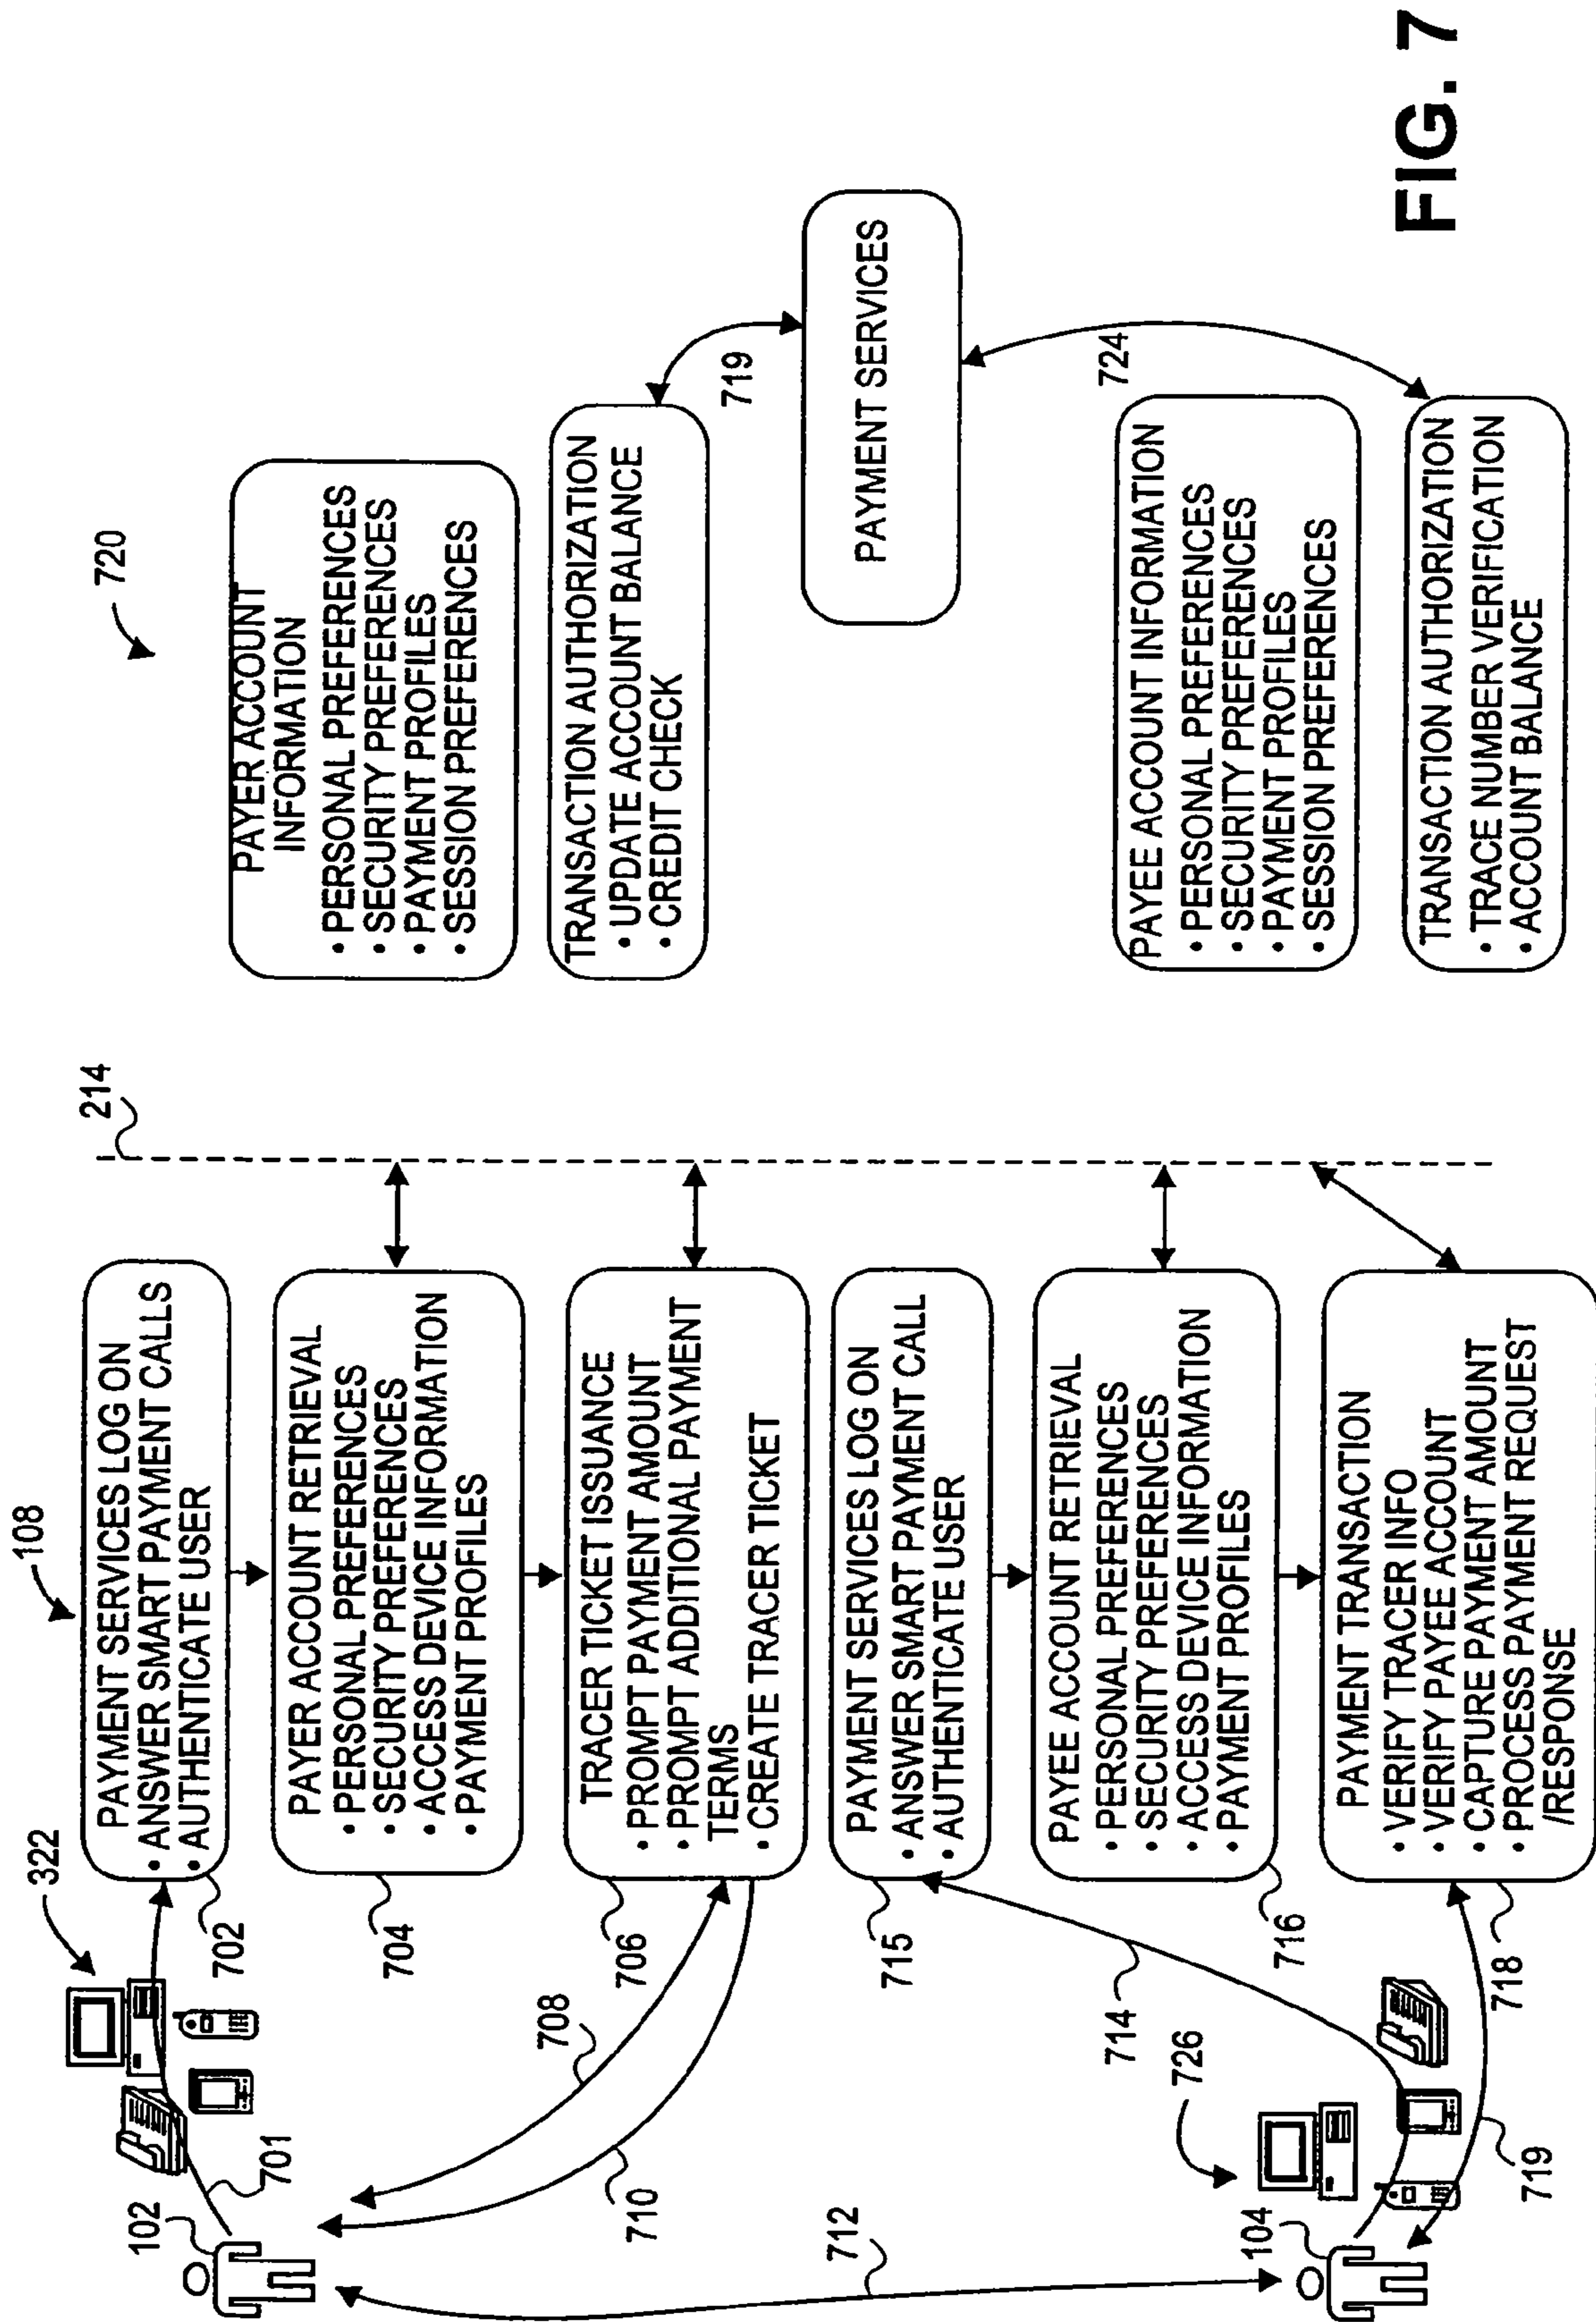 108
322
PAYMENT SERVICES LOG ON
• ANSWER SMART PAYMENT CALLS
• AUTHENTICATE USER
702
701
102
PAYER ACCOUNT RETRIEVAL
• PERSONAL PREFERENCES
• SECURITY PREFERENCES
• ACCESS DEVICE INFORMATION
• PAYMENT PROFILES
704
TRACER TICKET ISSUANCE
• PROMPT PAYMENT AMOUNT
• PROMPT ADDITIONAL PAYMENT
TERMS
• CREATE TRACER TICKET
706
708
710
712
PAYMENT SERVICES LOG ON
• ANSWER SMART PAYMENT CALL
• AUTHENTICATE USER
715
714
PAYEE ACCOUNT RETRIEVAL
• PERSONAL PREFERENCES
• SECURITY PREFERENCES
• ACCESS DEVICE INFORMATION
• PAYMENT PROFILES
716
726
104
PAYMENT TRANSACTION
• VERIFY TRACER INFO
• VERIFY PAYEE ACCOUNT
• CAPTURE PAYMENT AMOUNT
• PROCESS PAYMENT REQUEST
/RESPONSE
718
719
214
720
PAYER ACCOUNT
INFORMATION
• PERSONAL PREFERENCES
• SECURITY PREFERENCES
• PAYMENT PROFILES
• SESSION PREFERENCES
TRANSACTION AUTHORIZATION
• UPDATE ACCOUNT BALANCE
• CREDIT CHECK
719
PAYMENT SERVICES
724
PAYEE ACCOUNT INFORMATION
• PERSONAL PREFERENCES
• SECURITY PREFERENCES
• PAYMENT PROFILES
• SESSION PREFERENCES
TRANSACTION AUTHORIZATION
• TRACE NUMBER VERIFICATION
• ACCOUNT BALANCE
FIG. 7